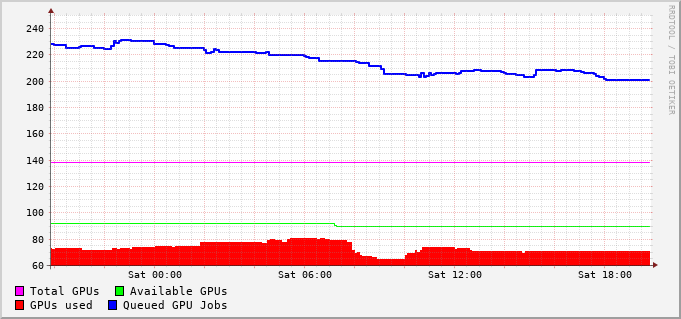 RRDTOOL / TOBI OETIKER
240
220
200
180
160
140
120
100
80
60
Sat 00:00 Sat 06:00 Sat 12:00 Sat 18:00
Total GPUs Available GPUs
GPUs used Queued GPU Jobs